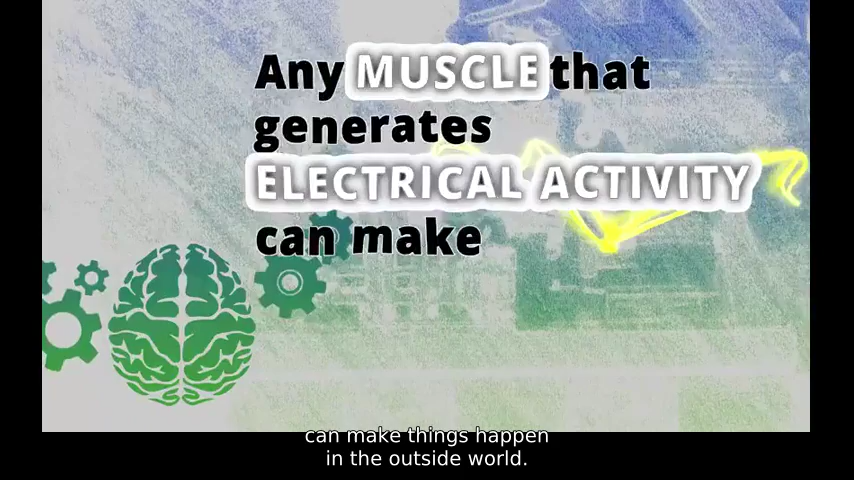 Any MUSCLE that
generates
ELECTRICAL ACTIVITY
can make
can make things happen
in the outside world.